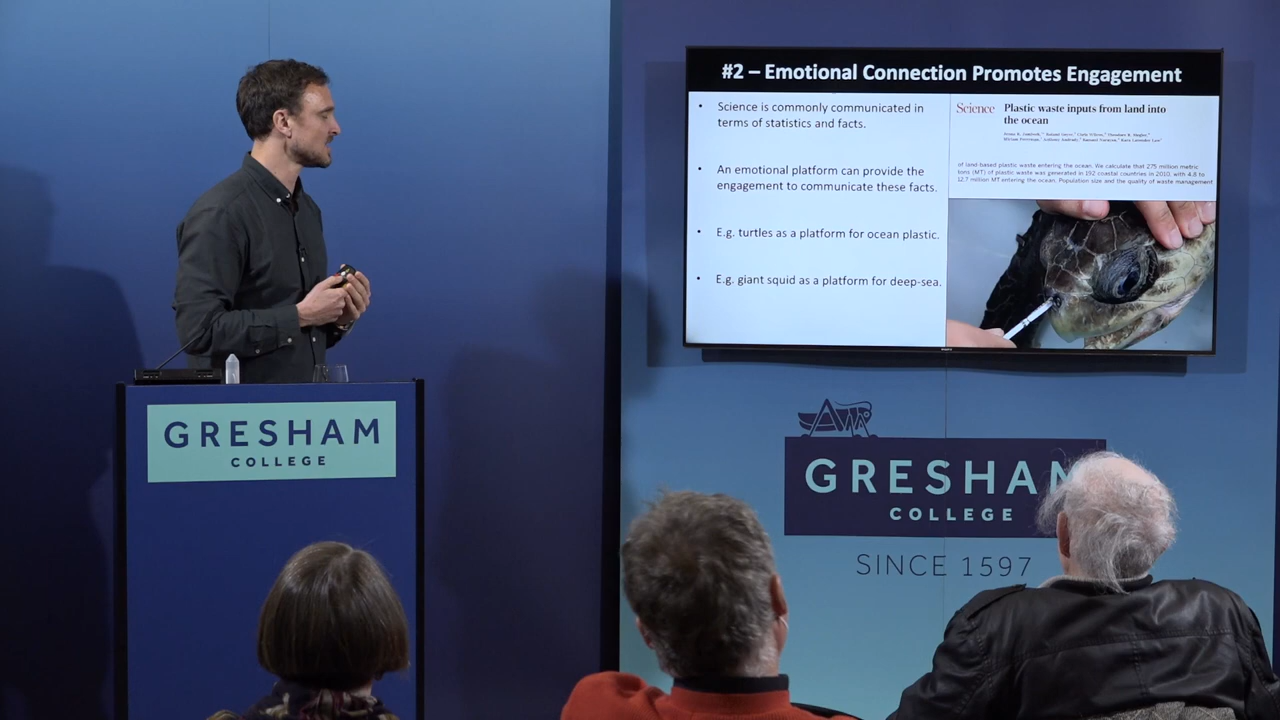 #2 – Emotional Connection Promotes Engagement
• Science is commonly communicated in
terms of statistics and facts.
• An emotional platform can provide the
engagement to communicate these facts.
• E.g. turtles as a platform for ocean plastic.
• E.g. giant squid as a platform for deep-sea.
Science
Plastic waste inputs from land into
the ocean
of land-based plastic waste entering the ocean. We calculate that 275 million metric
tons (MT) of plastic waste was generated in 192 coastal countries in 2010, with 4.8 to
12.7 million MT entering the ocean. Population size and the quality of waste management
GRESHAM
COLLEGE
GRESHAM
COLLEGE
SINCE 1597